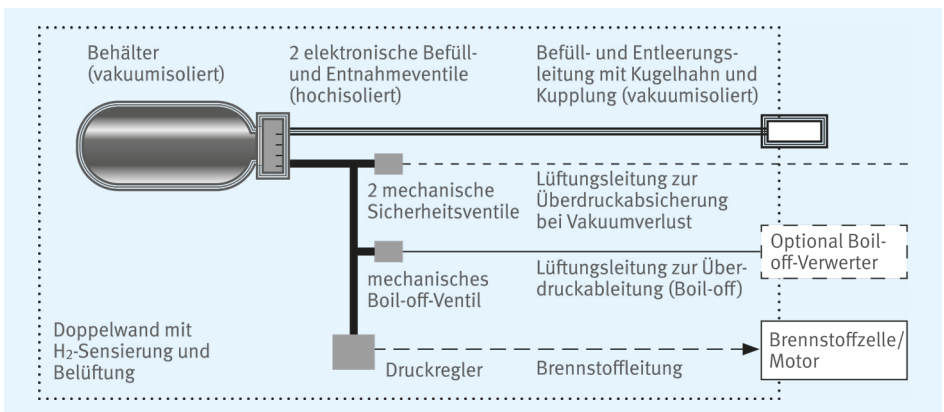 Behälter
(vakuumisoliert)
2 elektronische Befüll-
und Entnahmeventile
(hochisoliert)
Befüll- und Entleerungs-
leitung mit Kugelhahn und
Kupplung (vakuumisoliert)
2 mechanische
Sicherheitsventile
Lüftungsleitung zur
Überdruckabsicherung
bei Vakuumverlust
Optional Boil-
off-Verwerter
mechanisches
Boil-off-Ventil
Lüftungsleitung zur Über-
druckableitung (Boil-off)
Doppelwand mit
H₂-Sensierung und
Belüftung
Druckregler
Brennstoffleitung
Brennstoffzelle/
Motor